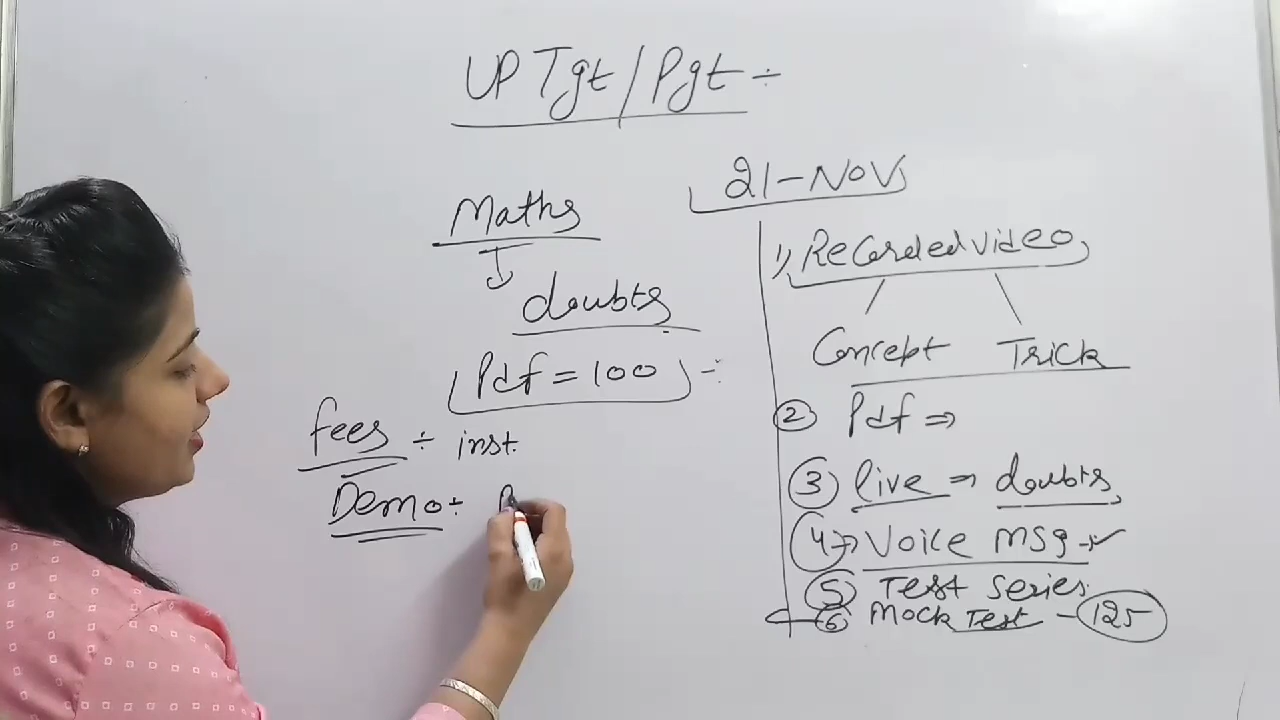 UP Tgt / Pgt ÷
21-NOV
Maths
doubts
Pdf = 100 ÷
fees ÷ inst.
Demo ÷
1) Recorded video
Concept Trick
2 Pdf ⇒
3 live ⇒ doubts
4 ⇒ Voice msg ✓
5 Test Series
6 Mock Test - 125